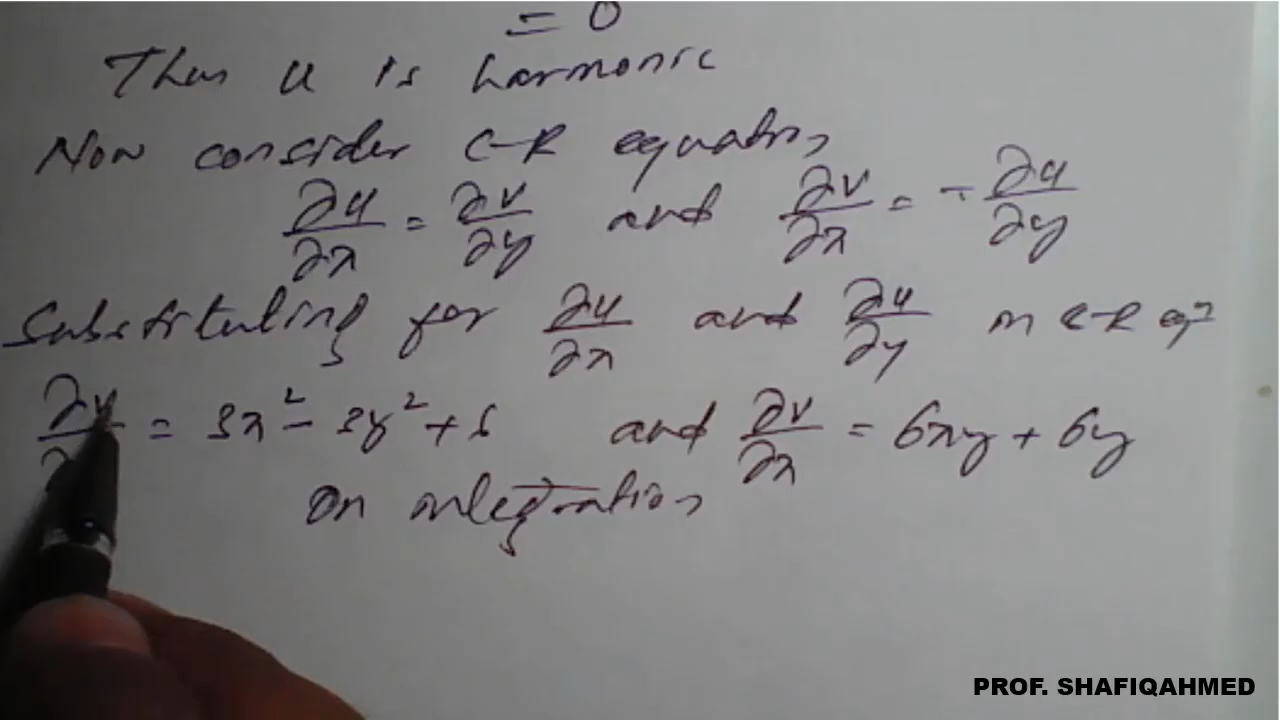 = 0
Thus u is harmonic
Now consider C-R equations
∂u/∂x = ∂v/∂y and ∂v/∂x = -∂u/∂y
Substituting for ∂u/∂x and ∂u/∂y in C-R eqn
∂v = 3x² - 3y² + 6 and ∂v/∂x = 6xy + 6y
On integration,
PROF. SHAFIQAHMED